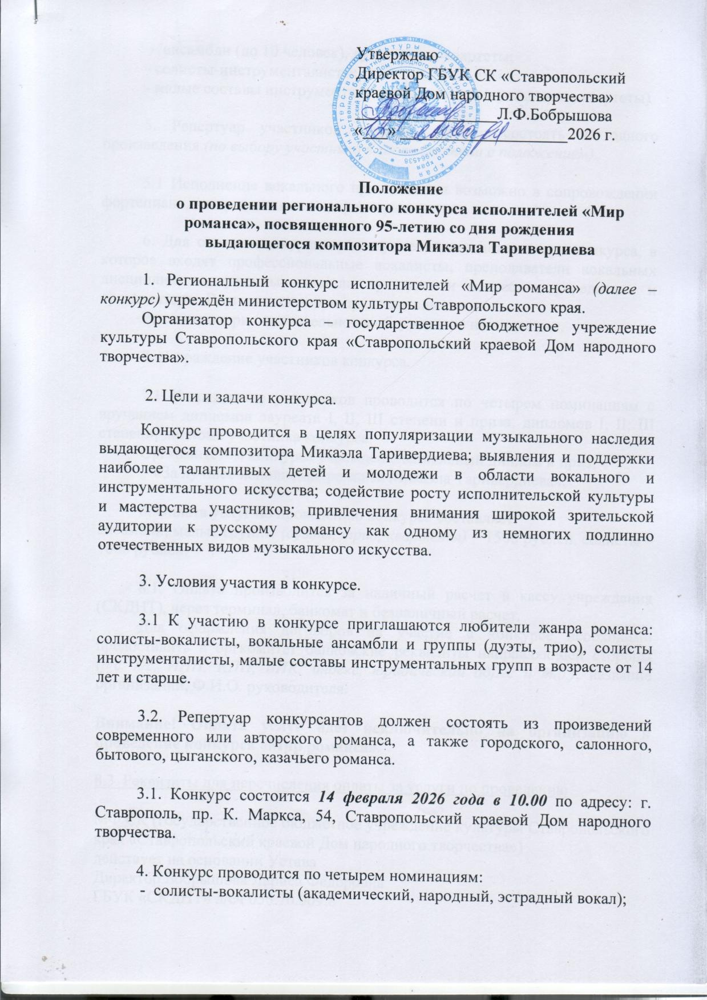 Утверждаю
Директор ГБУК СК «Ставропольский
краевой Дом народного творчества»
Л.Ф.Бобрышова
« » 2026 г.
Положение
о проведении регионального конкурса исполнителей «Мир
романса», посвященного 95-летию со дня рождения
выдающегося композитора Микаэла Таривердиева
1. Региональный конкурс исполнителей «Мир романса» (далее –
конкурс) учреждён министерством культуры Ставропольского края.
Организатор конкурса – государственное бюджетное учреждение
культуры Ставропольского края «Ставропольский краевой Дом народного
творчества».
2. Цели и задачи конкурса.
Конкурс проводится в целях популяризации музыкального наследия
выдающегося композитора Микаэла Таривердиева; выявления и поддержки
наиболее талантливых детей и молодежи в области вокального и
инструментального искусства; содействие росту исполнительской культуры
и мастерства участников; привлечения внимания широкой зрительской
аудитории к русскому романсу как одному из немногих подлинно
отечественных видов музыкального искусства.
3. Условия участия в конкурсе.
3.1 К участию в конкурсе приглашаются любители жанра романса:
солисты-вокалисты, вокальные ансамбли и группы (дуэты, трио), солисты
инструменталисты, малые составы инструментальных групп в возрасте от 14
лет и старше.
3.2. Репертуар конкурсантов должен состоять из произведений
современного или авторского романса, а также городского, салонного,
бытового, цыганского, казачьего романса.
3.1. Конкурс состоится 14 февраля 2026 года в 10.00 по адресу: г.
Ставрополь, пр. К. Маркса, 54, Ставропольский краевой Дом народного
творчества.
4. Конкурс проводится по четырем номинациям:
- солисты-вокалисты (академический, народный, эстрадный вокал);